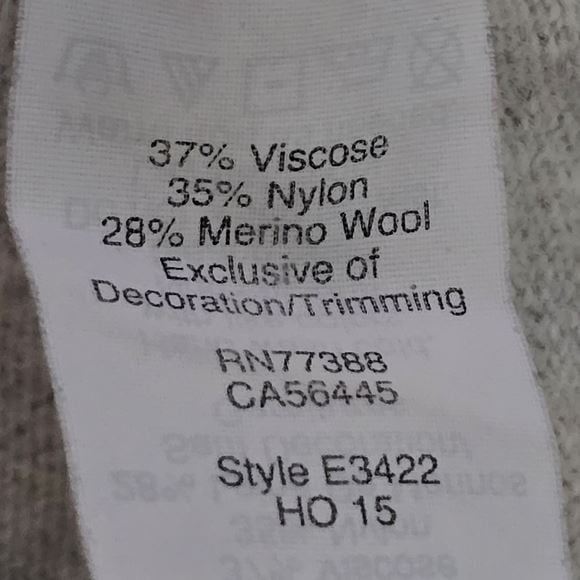 37% Viscose
35% Nylon
28% Merino Wool
Exclusive of
Decoration/Trimming
RN77388
CA56445
Style E3422
HO 15